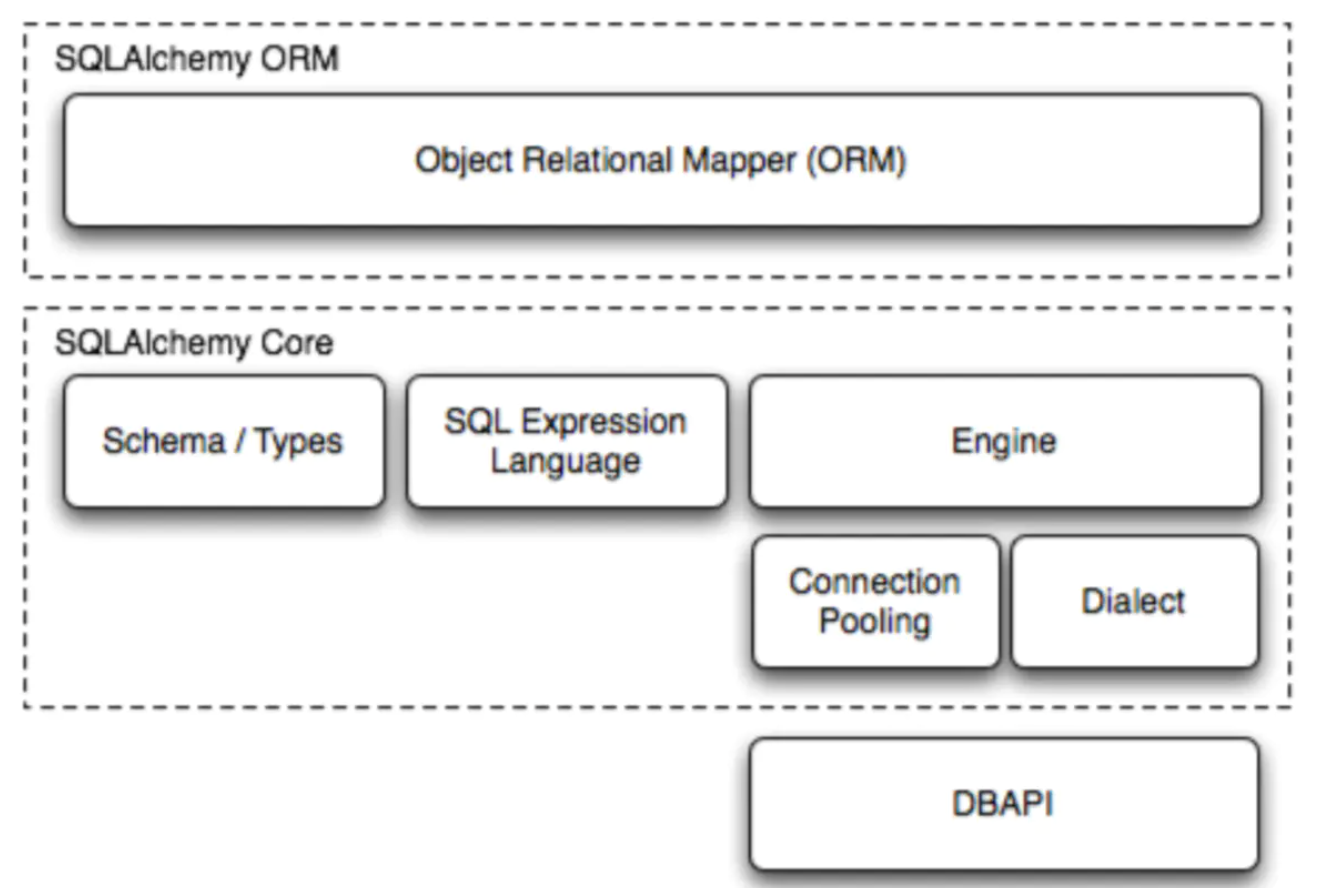 SQLAlchemy ORM
Object Relational Mapper (ORM)
SQLAlchemy Core
Schema / Types
SQL Expression
Language
Engine
Connection
Pooling
Dialect
DBAPI